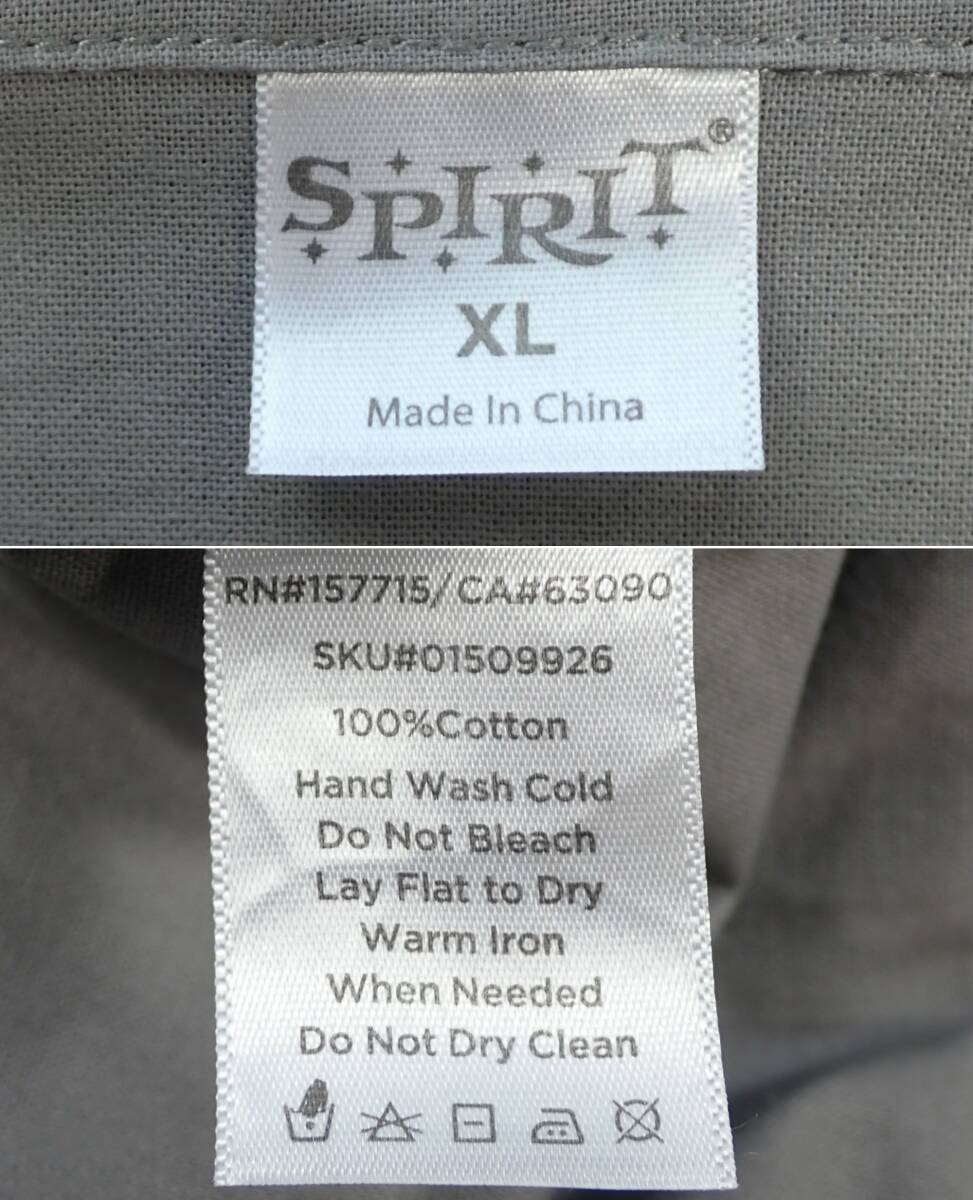 SPIRIT®
XL
Made In China
RN#157715/CA#63090
SKU#01509926
100%Cotton
Hand Wash Cold
Do Not Bleach
Lay Flat to Dry
Warm Iron
When Needed
Do Not Dry Clean